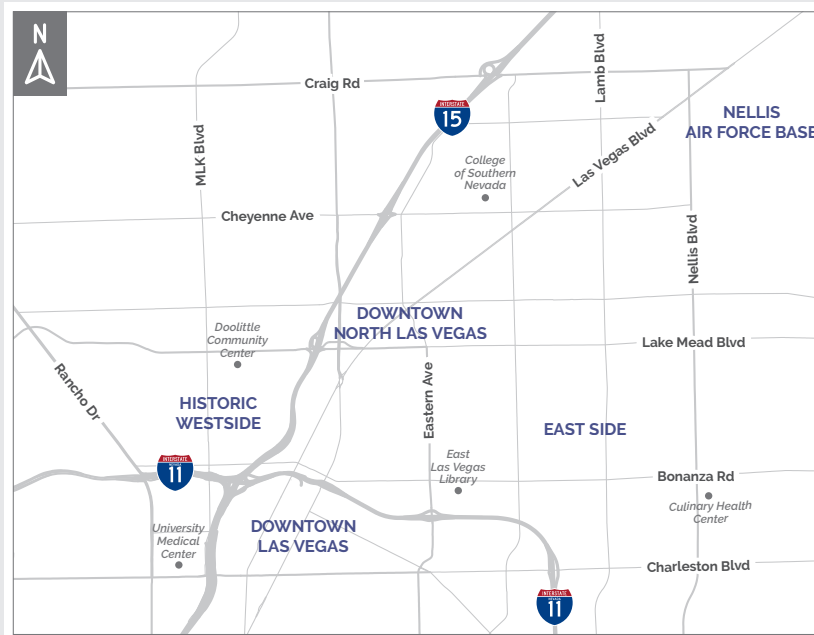 N
Craig Rd
Lamb Blvd
INTERSTATE
15
NELLIS
AIR FORCE BASE
MLK Blvd
Las Vegas Blvd
College
of Southern
Nevada
Cheyenne Ave
Nellis Blvd
DOWNTOWN
NORTH LAS VEGAS
Doolittle
Community
Center
Lake Mead Blvd
Rancho Dr
Eastern Ave
HISTORIC
WESTSIDE
EAST SIDE
INTERSTATE
NEVADA
11
East
Las Vegas
Library
Bonanza Rd
Culinary Health
Center
University
Medical
Center
DOWNTOWN
LAS VEGAS
Charleston Blvd
INTERSTATE
NEVADA
11